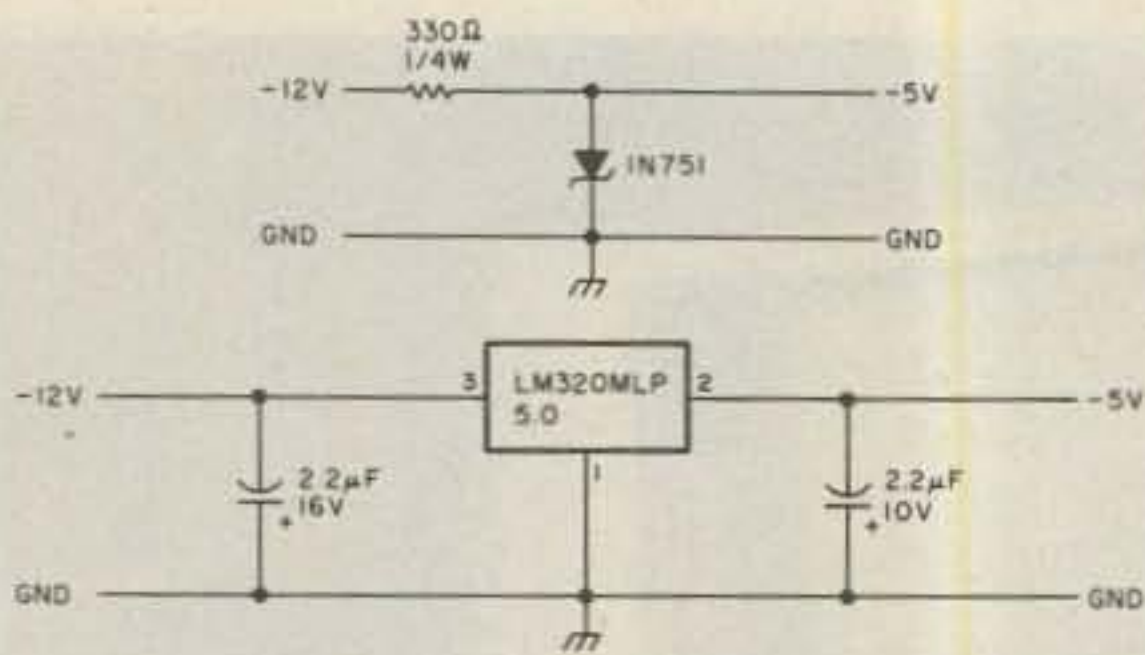 330Ω
1/4W
-12V
-5V
1N751
GND
GND
3
LM320MLP
5.0
2
1
-12V
-5V
2.2µF
16V
+
2.2µF
10V
+
GND
GND